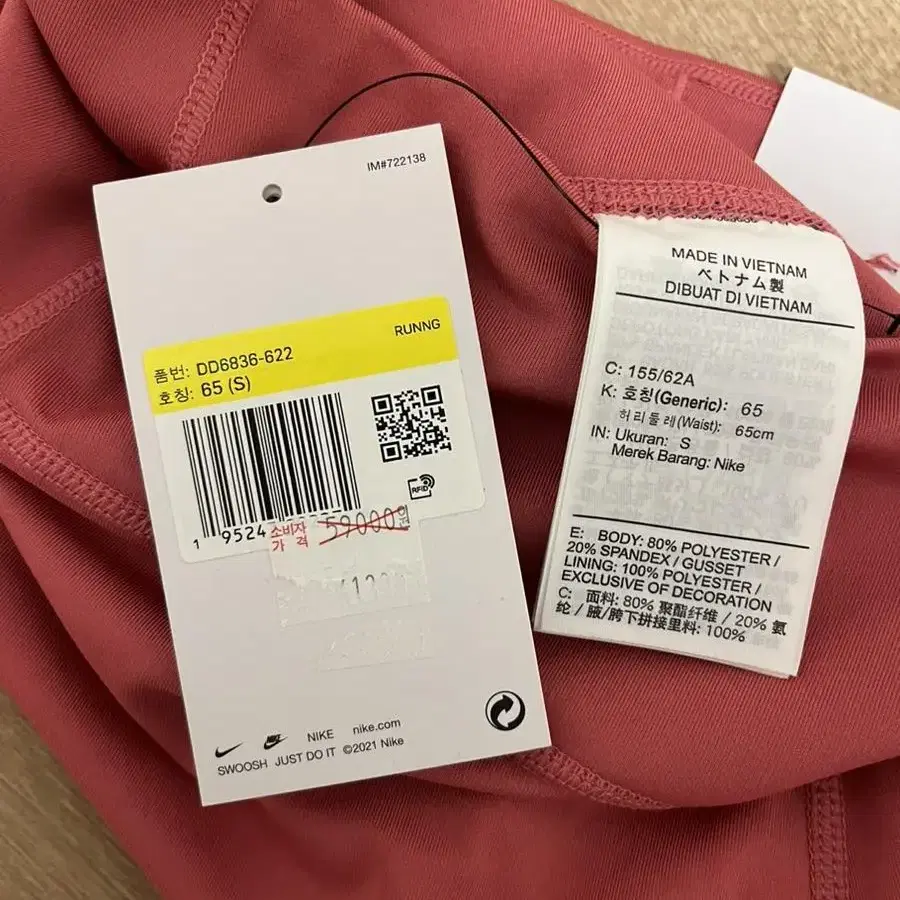 IM#722138
RUNNG
품번: DD6836-622
호칭: 65 (S)
RFID
1 9524
소비자
가 격
59000원
NIKE nike.com
SWOOSH JUST DO IT ©2021 Nike
MADE IN VIETNAM
ベトナム製
DIBUAT DI VIETNAM
C: 155/62A
K: 호칭(Generic): 65
허리둘레(Waist): 65cm
IN: Ukuran: S
Merek Barang: Nike
E: BODY: 80% POLYESTER /
20% SPANDEX / GUSSET
LINING: 100% POLYESTER /
EXCLUSIVE OF DECORATION
C: 面料: 80% 聚酯纤维 / 20% 氨
纶 / 腋/胯下拼接里料: 100%